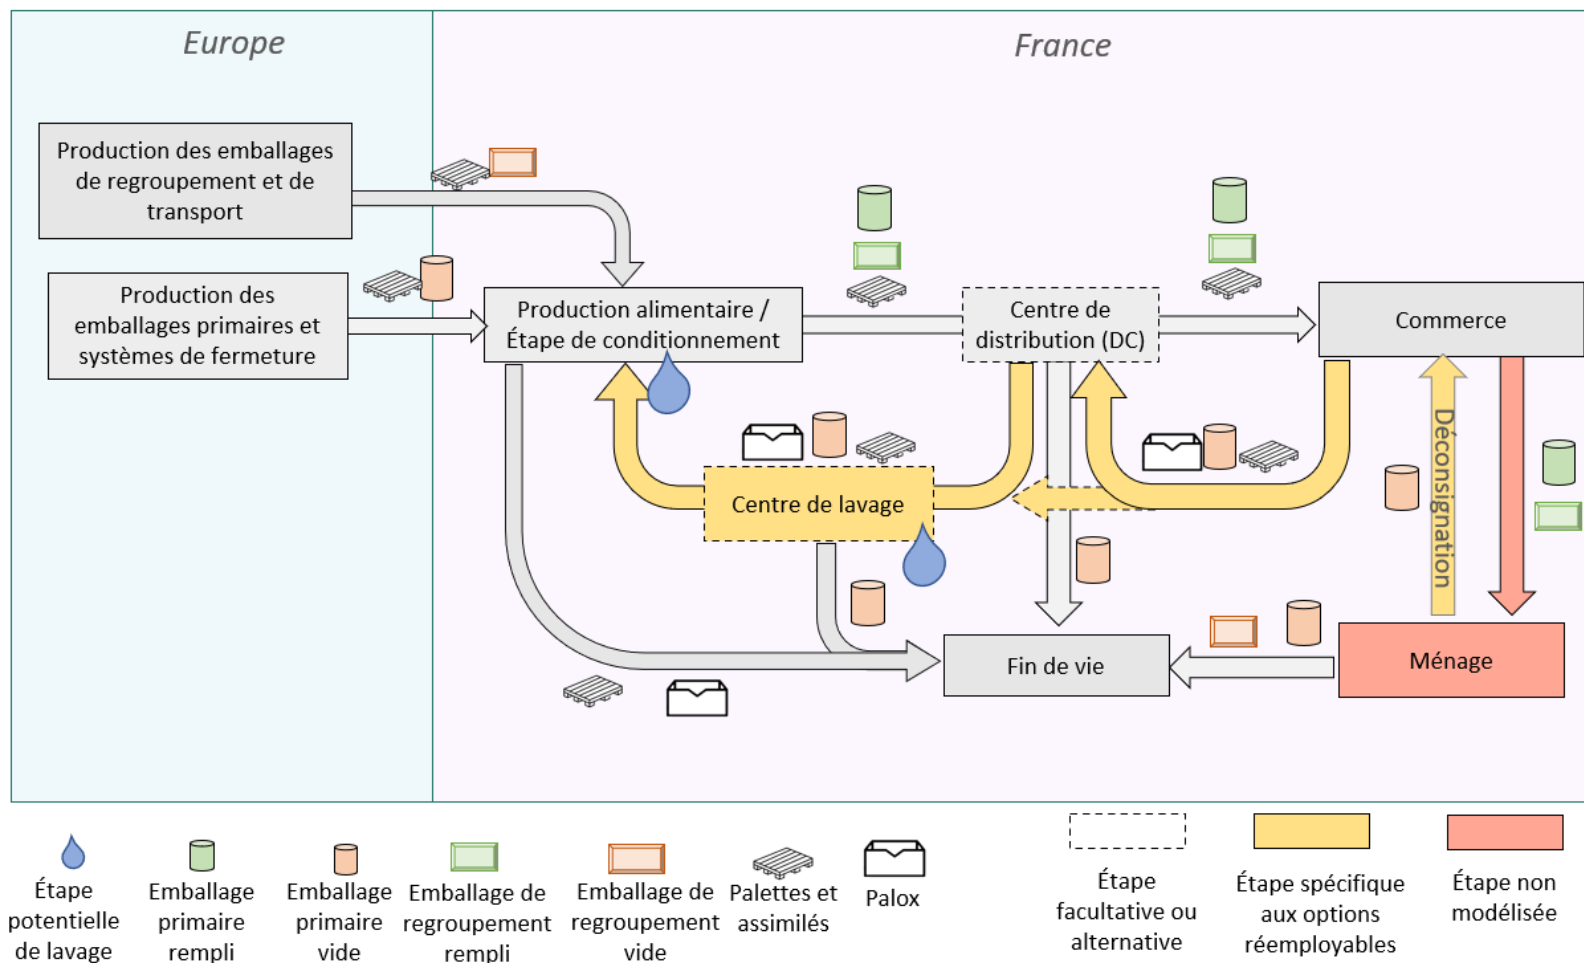 Europe
France
Production des emballages
de regroupement et de
transport
Production des
emballages primaires et
systèmes de fermeture
Production alimentaire /
Étape de conditionnement
Centre de
distribution (DC)
Commerce
Centre de lavage
Déconsignation
Fin de vie
Ménage
Étape
potentielle
de lavage
Emballage
primaire
rempli
Emballage
primaire
vide
Emballage de
regroupement
rempli
Emballage de
regroupement
vide
Palettes et
assimilés
Palox
Étape
facultative ou
alternative
Étape spécifique
aux options
réemployables
Étape non
modélisée